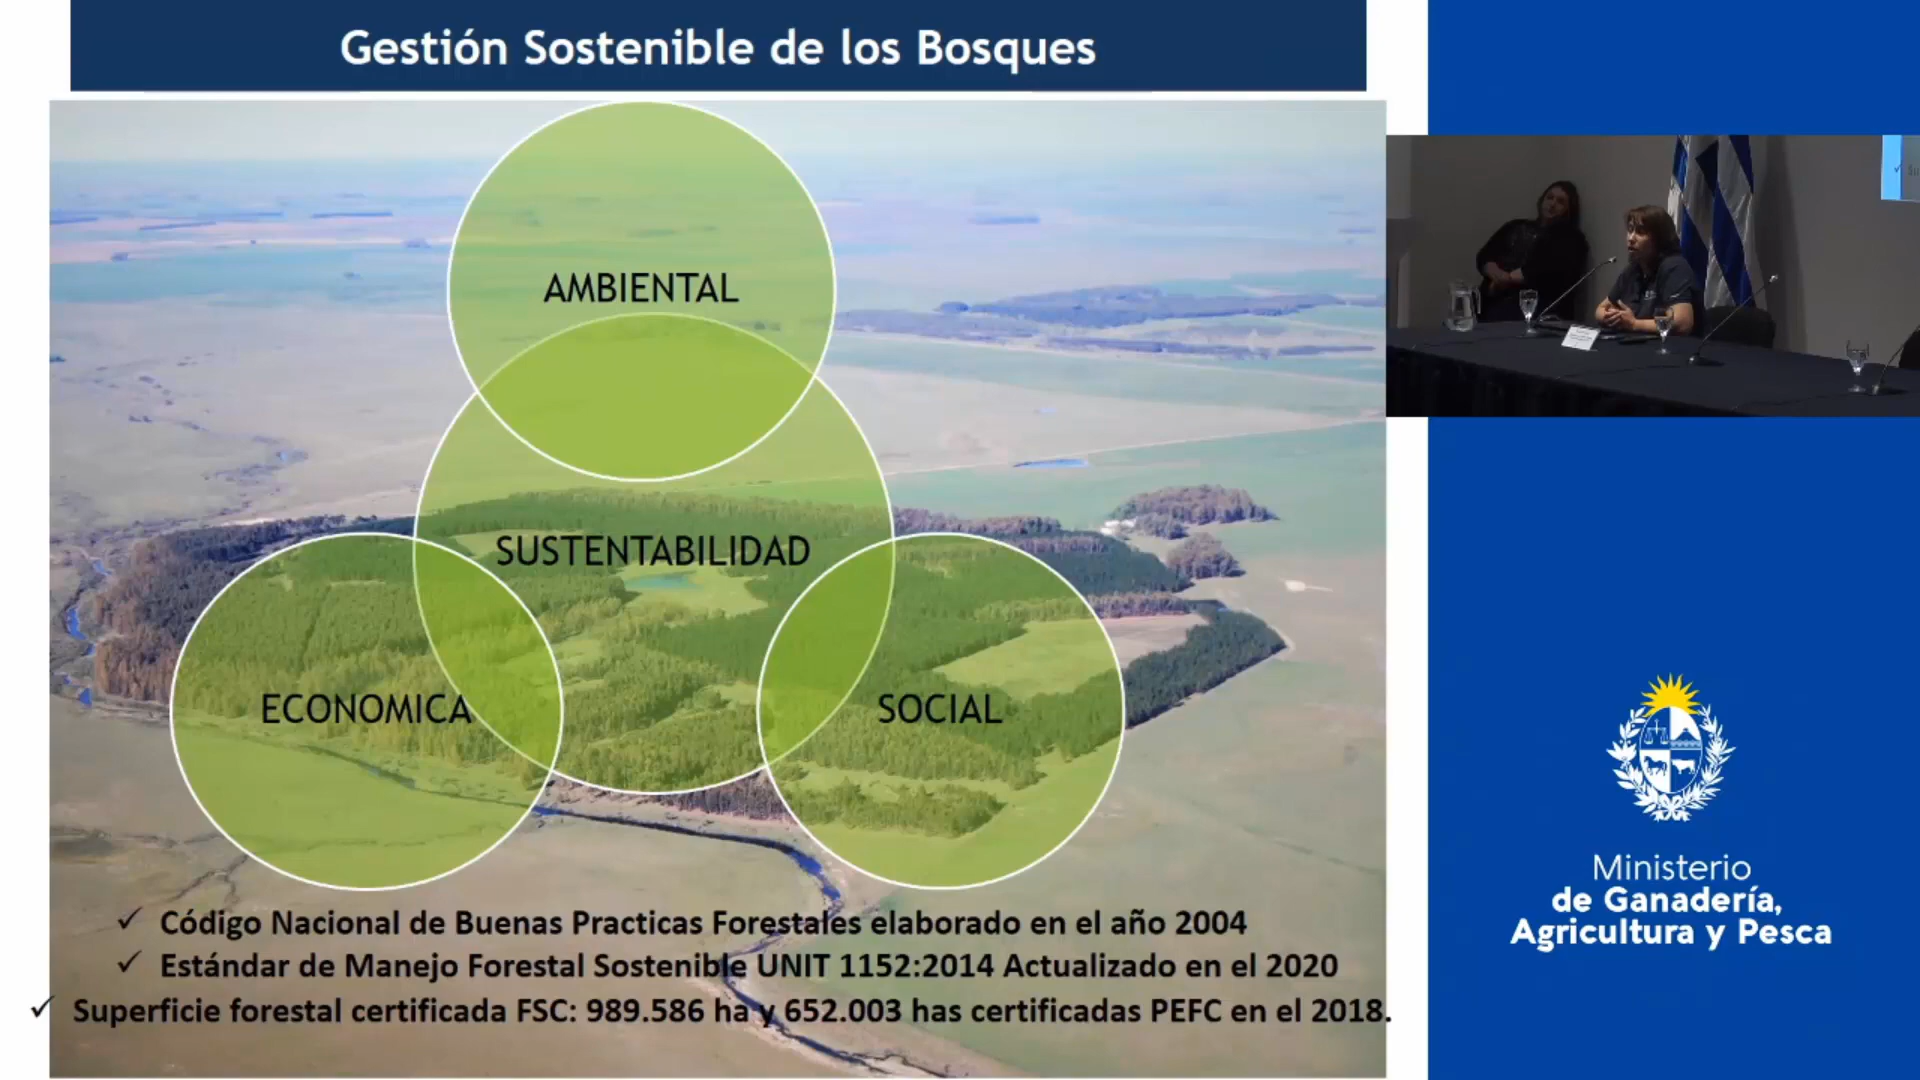 Gestión Sostenible de los Bosques
AMBIENTAL
SUSTENTABILIDAD
ECONOMICA
SOCIAL
✓ Código Nacional de Buenas Practicas Forestales elaborado en el año 2004
✓ Estándar de Manejo Forestal Sostenible UNIT 1152:2014 Actualizado en el 2020
✓ Superficie forestal certificada FSC: 989.586 ha y 652.003 has certificadas PEFC en el 2018.
Ministerio
de Ganadería,
Agricultura y Pesca